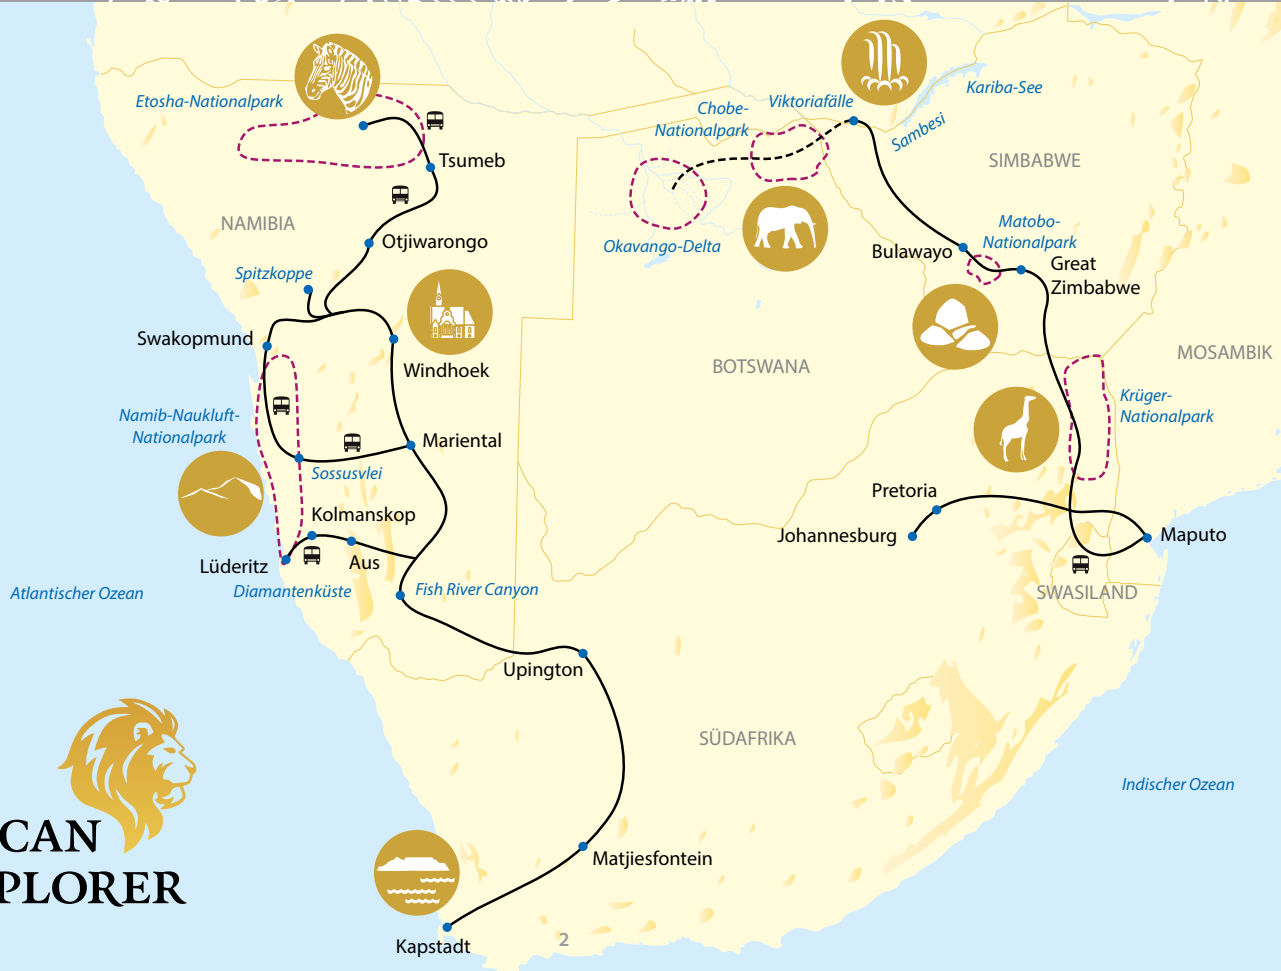 Etosha-Nationalpark
Chobe-
Nationalpark
Viktoriafälle
Kariba-See
Sambesi
Tsumeb
SIMBABWE
NAMIBIA
Otjiwarongo
Okavango-Delta
Matobo-
Nationalpark
Bulawayo
Great
Zimbabwe
Spitzkoppe
Swakopmund
Windhoek
BOTSWANA
MOSAMBIK
Namib-Naukluft-
Nationalpark
Krüger-
Nationalpark
Mariental
Sossusvlei
Pretoria
Kolmanskop
Johannesburg
Maputo
Lüderitz
Aus
Atlantischer Ozean
Diamantenküste
Fish River Canyon
SWASILAND
Upington
SÜDAFRIKA
Indischer Ozean
CAN
PLORER
Matjiesfontein
Kapstadt
2